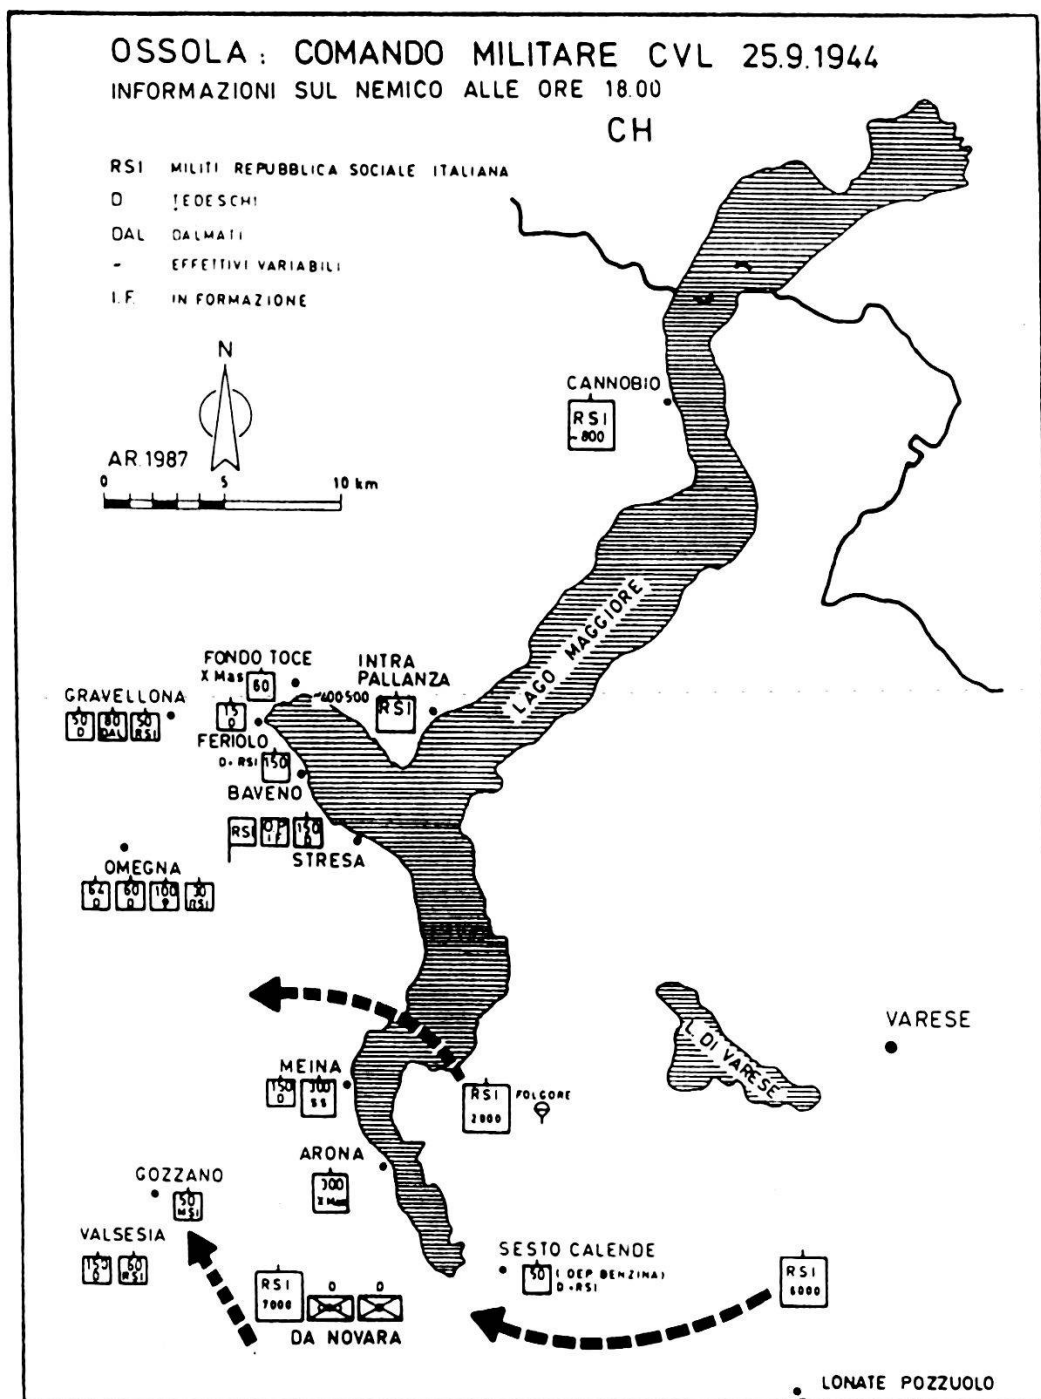 OSSOLA: COMANDO MILITARE CVL 25.9.1944
INFORMAZIONI SUL NEMICO ALLE ORE 18.00
CH
RSI MILITI REPUBBLICA SOCIALE ITALIANA
D TEDESCHI
DAL DALMATI
- EFFETTIVI VARIABILI
I.F. IN FORMAZIONE
N
AR.1987
0 5 10 km
CANNOBIO
RSI
~800
LAGO MAGGIORE
FONDO TOCE
X Mas 60
INTRA
PALLANZA
~400500
RSI
GRAVELLONA
50 D
80 DAL
50 RSI
15 D
FERIOLO
D+RSI 150
BAVENO
RSI
I F
150 D
STRESA
OMEGNA
64 D
60 D
100
30 RSI
MEINA
150 D
300 SS
RSI
2000
FOLGORE
L. DI VARESE
VARESE
ARONA
300
X Mas
GOZZANO
50
MSI
VALSESIA
150 D
60 RSI
RSI
7000
D D
DA NOVARA
SESTO CALENDE
50 (DEP BENZINA)
D+RSI
RSI
6000
LONATE POZZUOLO